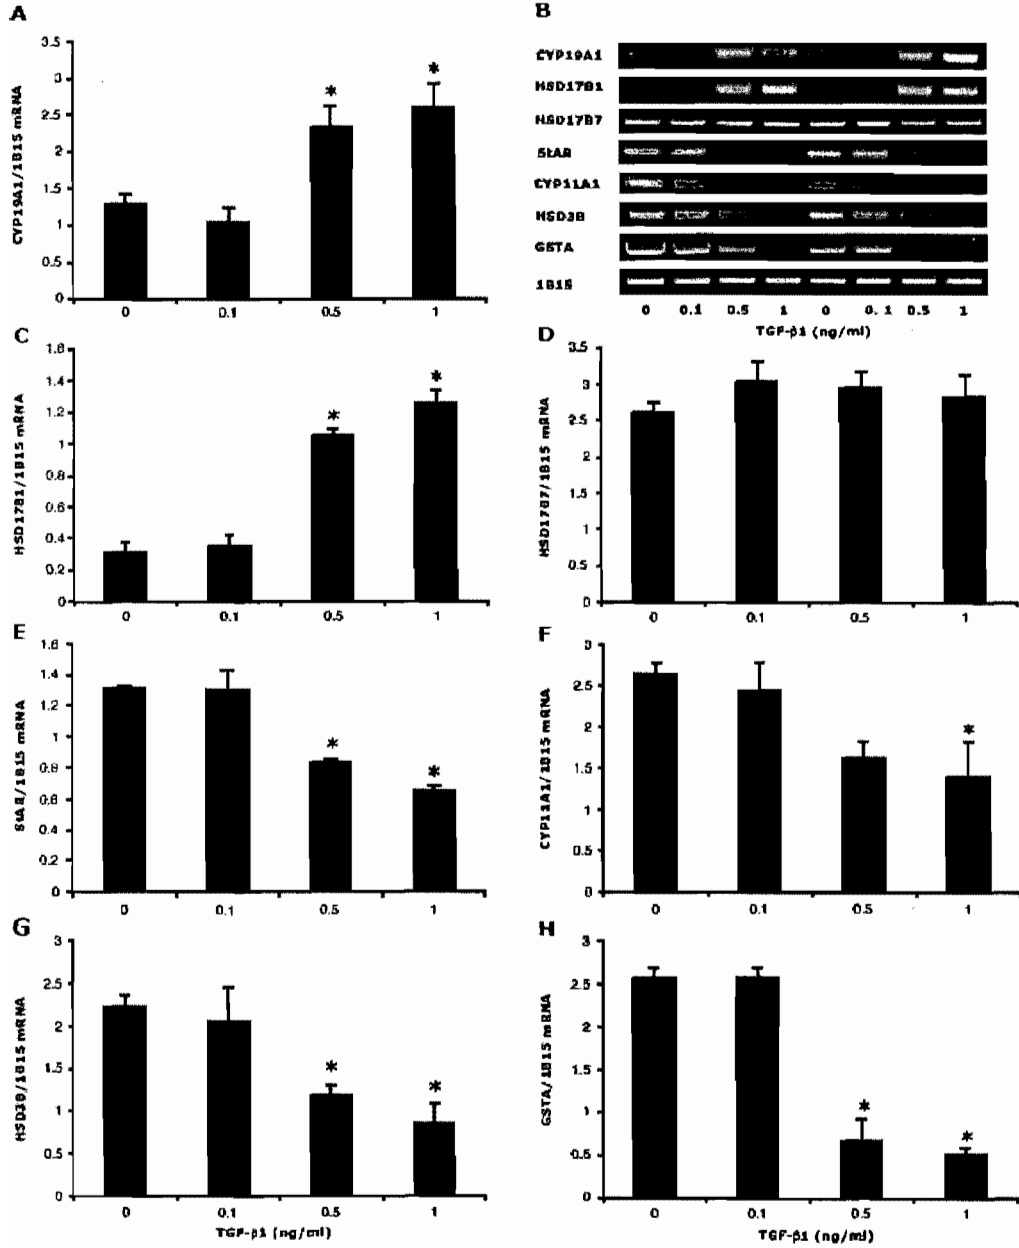 A
CYP19A1/1B15 mRNA
3.5
3
2.5
2
1.5
1
0.5
0
0 0.1 0.5 1
* *
B
CYP19A1
HSD17B1
HSD17B7
StAR
CYP11A1
HSD3B
GSTA
1B15
0 0.1 0.5 1 0 0.1 0.5 1
TGF-β1 (ng/ml)
C
HSD17B1/1B15 mRNA
1.8
1.4
1.2
1
0.8
0.6
0.4
0.2
0
0 0.1 0.5 1
* *
D
HSD17B7/1B15 mRNA
3.5
3
2.5
2
1.5
1
0.5
0
0 0.1 0.5 1
E
StAR/1B15 mRNA
1.6
1.4
1.2
1
0.8
0.6
0.4
0.2
0
0 0.1 0.5 1
* *
F
CYP11A1/1B15 mRNA
3
2.5
2
1.5
1
0.5
0
0 0.1 0.5 1
*
G
HSD3B/1B15 mRNA
3
2.5
2
1.5
1
0.5
0
0 0.1 0.5 1
* *
TGF-β1 (ng/ml)
H
GSTA/1B15 mRNA
3
2.5
2
1.5
1
0.5
0
0 0.1 0.5 1
* *
TGF-β1 (ng/ml)